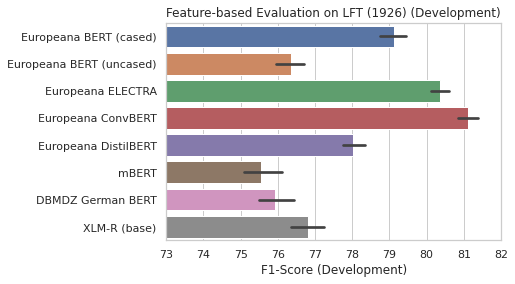 Feature-based Evaluation on LFT (1926) (Development)
Europeana BERT (cased)
Europeana BERT (uncased)
Europeana ELECTRA
Europeana ConvBERT
Europeana DistilBERT
mBERT
DBMDZ German BERT
XLM-R (base)
73 74 75 76 77 78 79 80 81 82
F1-Score (Development)